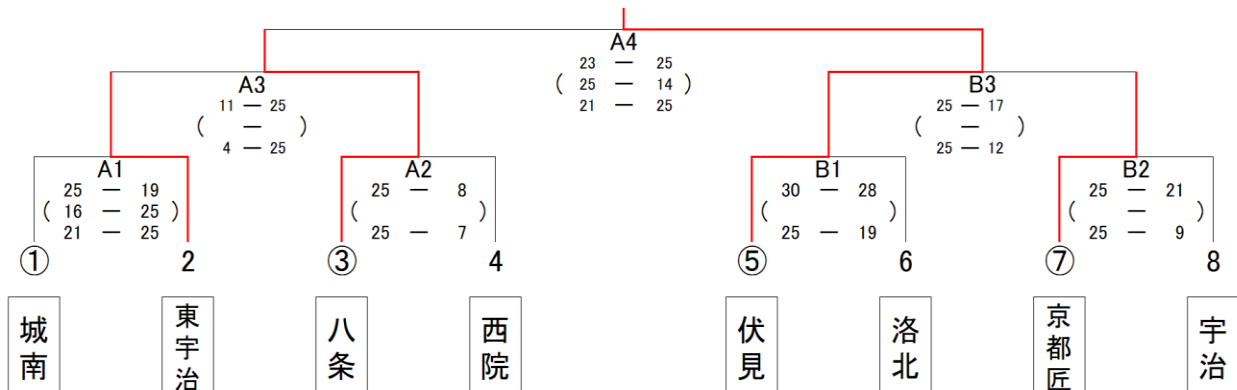 A4
23 — 25
( 25 — 14 )
21 — 25
A3
11 — 25
( — )
4 — 25
B3
25 — 17
( — )
25 — 12
A1
25 — 19
( 16 — 25 )
21 — 25
A2
25 — 8
( )
25 — 7
B1
30 — 28
( )
25 — 19
B2
25 — 21
( — )
25 — 9
① 2 ③ 4 ⑤ 6 ⑦ 8
城南
東宇治
八条
西院
伏見
洛北
京都匠
宇治